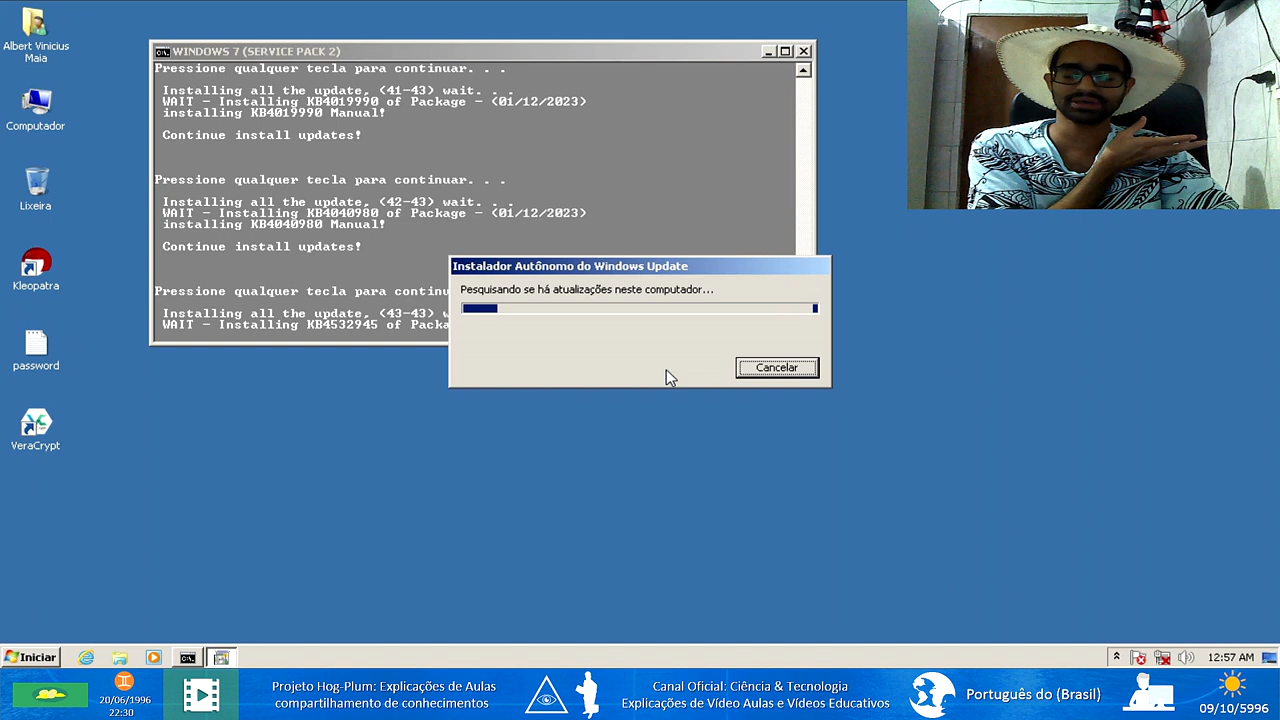 Albert Vinicius
Maia
Computador
Lixeira
Kleopatra
password
VeraCrypt
WINDOWS 7 (SERVICE PACK 2)
Pressione qualquer tecla para continuar. . .
Installing all the update, (41-43) wait. . .
WAIT - Installing KB4019990 of Package - (01/12/2023)
installing KB4019990 Manual!
Continue install updates!
Pressione qualquer tecla para continuar. . .
Installing all the update, (42-43) wait. . .
WAIT - Installing KB4040980 of Package - (01/12/2023)
installing KB4040980 Manual!
Continue install updates!
Pressione qualquer tecla para continu
Installing all the update, (43-43) w
WAIT - Installing KB4532945 of Packa
Instalador Autônomo do Windows Update
Pesquisando se há atualizações neste computador...
Cancelar
Iniciar
12:57 AM
20/06/1996
22:30
Projeto Hog-Plum: Explicações de Aulas
compartilhamento de conhecimentos
Canal Oficial: Ciência & Tecnologia
Explicações de Vídeo Aulas e Vídeos Educativos
Português do (Brasil)
09/10/5996